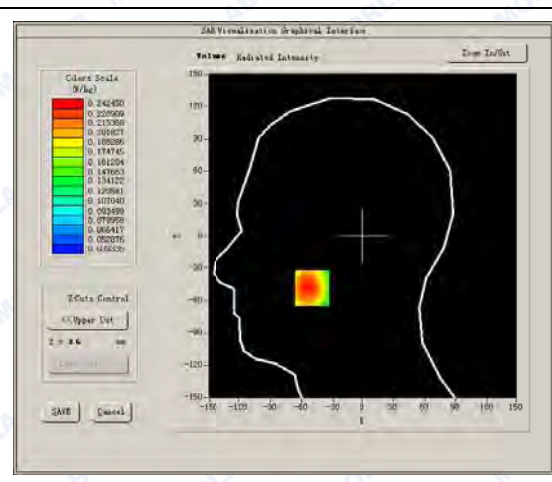 SAR Visualisation Graphical Interface
Volume Radiated Intensity
Zoom In/Out
Colors Scale
(W/kg)
0.242450
0.228909
0.215368
0.201827
0.188286
0.174745
0.161204
0.147663
0.134122
0.120581
0.107040
0.093499
0.079958
0.066417
0.052876
150
120
90
60
30
0
-30
-60
-90
-120
-150
-150 -120 -90 -60 -30 0 30 60 90 120 150
X
Z-Cuts Control
<<Upper Cut
mm
SAVE
Cancel